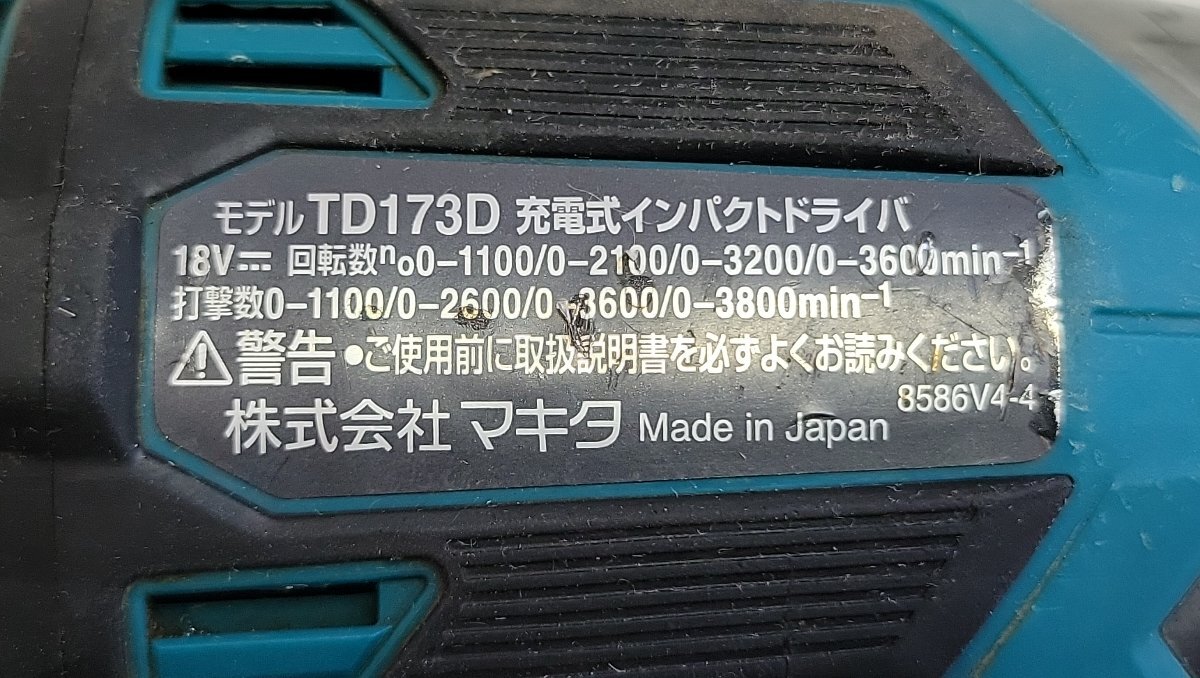 モデル TD173D 充電式インパクトドライバ
18V⎓ 回転数n₀0-1100/0-2100/0-3200/0-3600min⁻¹
打撃数0-1100/0-2600/0-3600/0-3800min⁻¹
⚠警告 ●ご使用前に取扱説明書を必ずよくお読みください。
8586V4-4
株式会社 マキタ Made in Japan